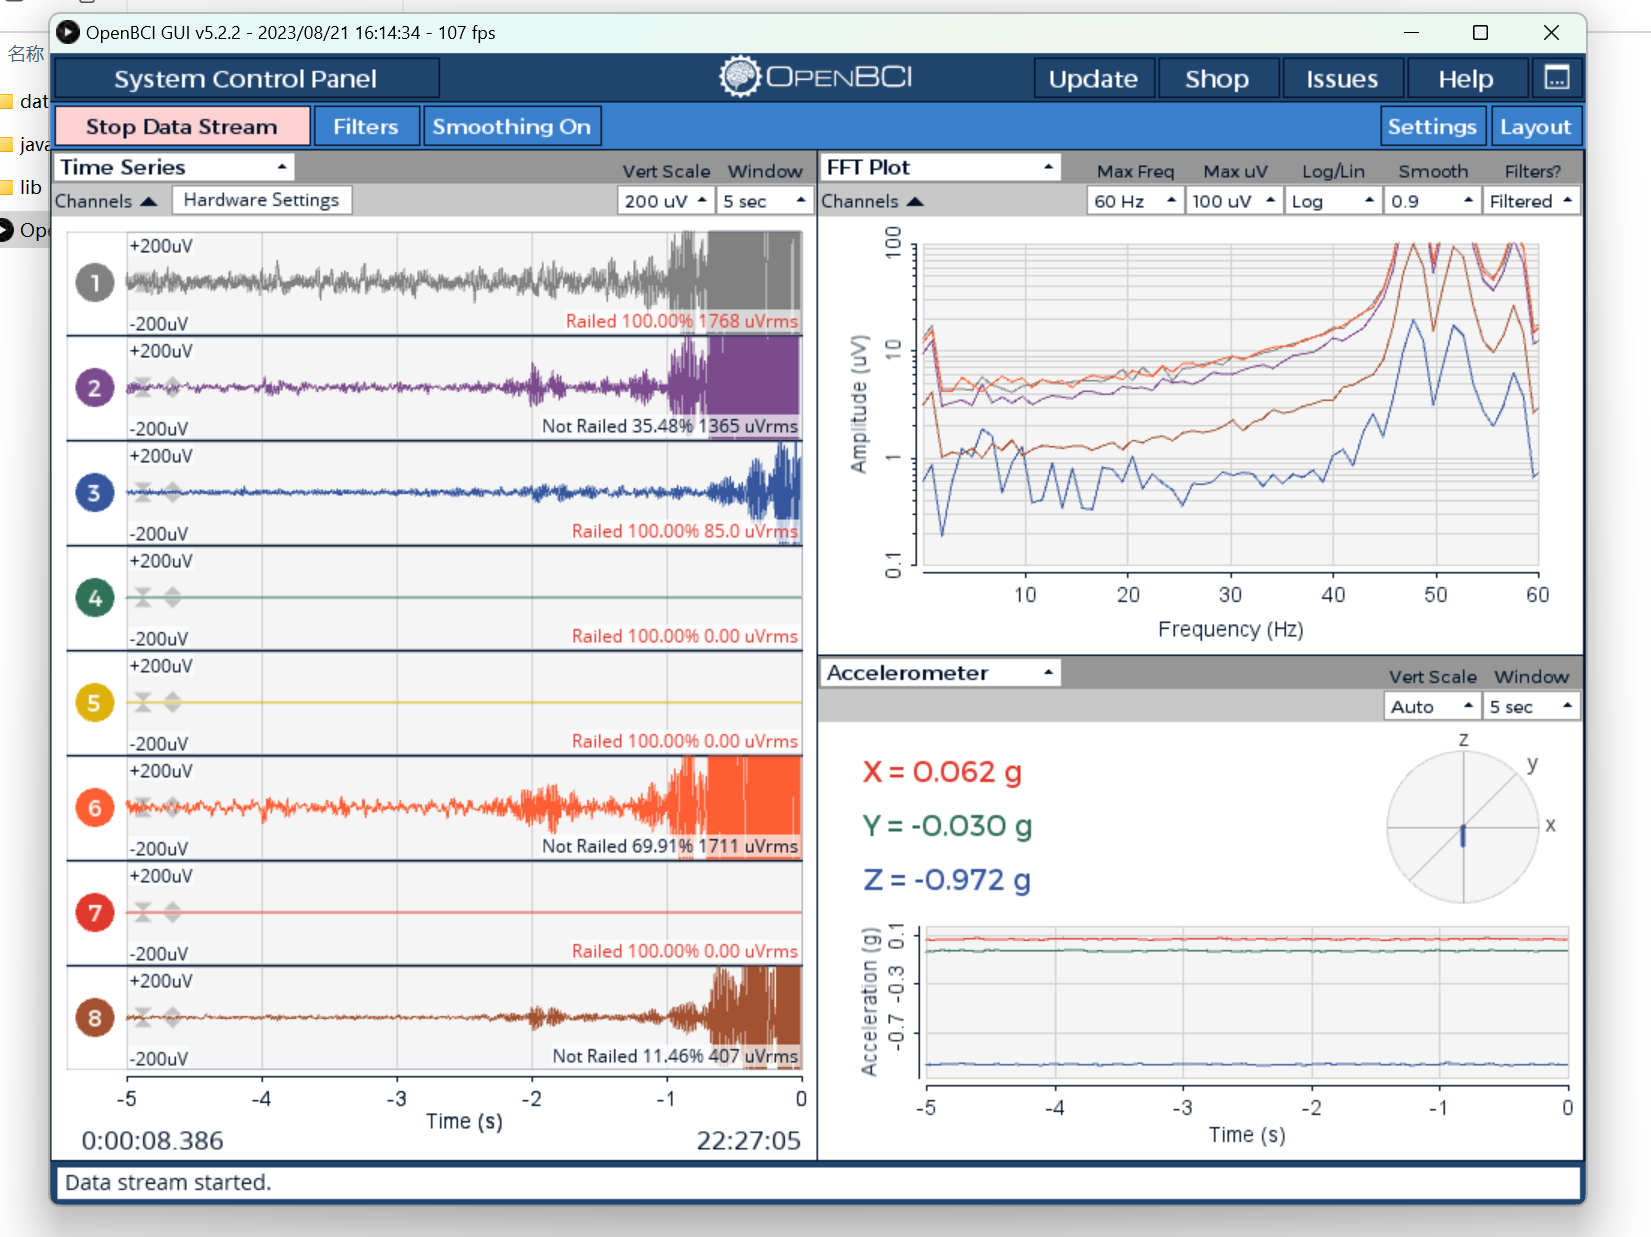 OpenBCI GUI v5.2.2 - 2023/08/21 16:14:34 - 107 fps
名称
System Control Panel
OPENBCI
Update
Shop
Issues
Help
dat
Stop Data Stream
Filters
Smoothing On
Settings
Layout
java
Time Series
Vert Scale
Window
Channels
Hardware Settings
200 uV
5 sec
lib
Ope
+200uV
1
-200uV
Railed 100.00% 1768 uVrms
+200uV
2
-200uV
Not Railed 35.48% 1365 uVrms
+200uV
3
-200uV
Railed 100.00% 85.0 uVrms
+200uV
4
-200uV
Railed 100.00% 0.00 uVrms
+200uV
5
-200uV
Railed 100.00% 0.00 uVrms
+200uV
6
-200uV
Not Railed 69.91% 1711 uVrms
+200uV
7
-200uV
Railed 100.00% 0.00 uVrms
+200uV
8
-200uV
Not Railed 11.46% 407 uVrms
-5 -4 -3 -2 -1 0
Time (s)
0:00:08.386
22:27:05
FFT Plot
Max Freq
Max uV
Log/Lin
Smooth
Filters?
Channels
60 Hz
100 uV
Log
0.9
Filtered
100
10
1
0.1
Amplitude (uV)
10 20 30 40 50 60
Frequency (Hz)
Accelerometer
Vert Scale
Window
Auto
5 sec
X = 0.062 g
Y = -0.030 g
Z = -0.972 g
z
y
x
Acceleration (g)
0.1
-0.3
-0.7
-5 -4 -3 -2 -1 0
Time (s)
Data stream started.